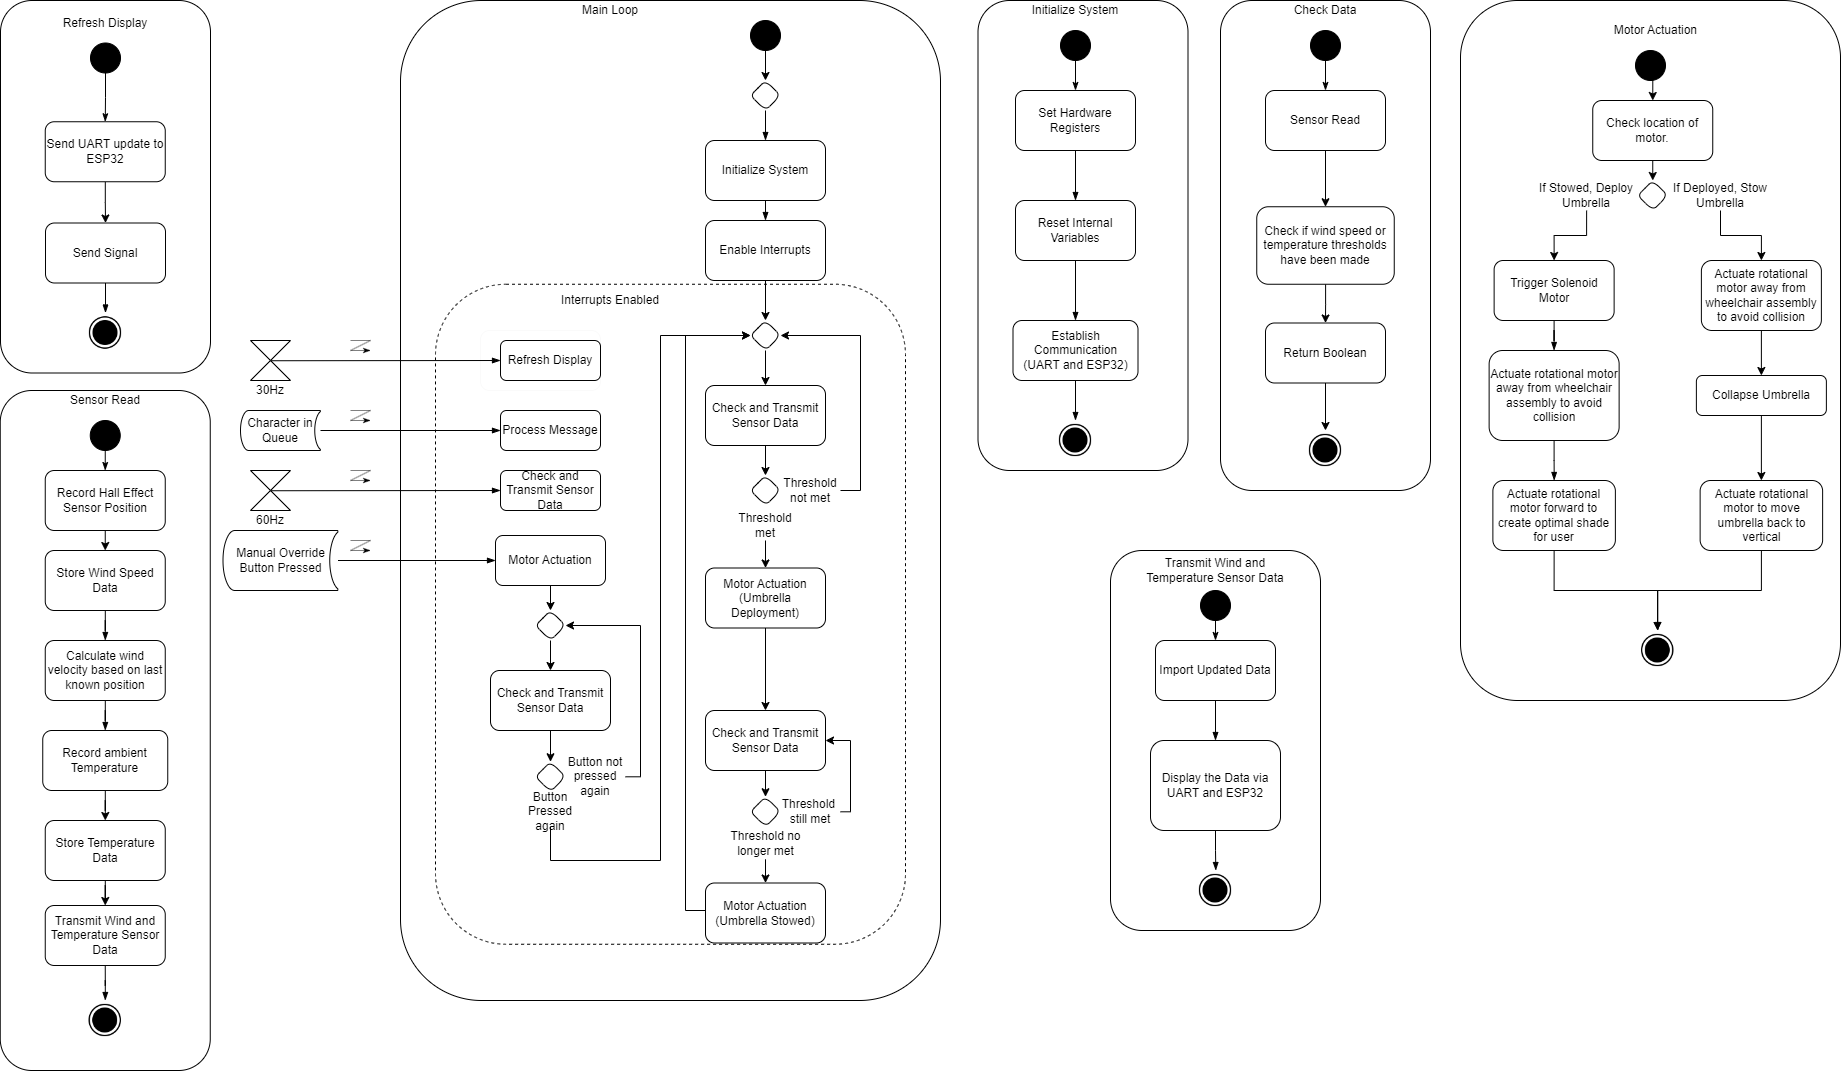 Refresh Display
Send UART update to
ESP32
Send Signal
Sensor Read
Record Hall Effect
Sensor Position
Store Wind Speed
Data
Calculate wind
velocity based on last
known position
Record ambient
Temperature
Store Temperature
Data
Transmit Wind and
Temperature Sensor
Data
30Hz
Character in
Queue
60Hz
Manual Override
Button Pressed
Main Loop
Initialize System
Enable Interrupts
Interrupts Enabled
Refresh Display
Process Message
Check and
Transmit Sensor
Data
Motor Actuation
Check and Transmit
Sensor Data
Button not
pressed
again
Button
Pressed
again
Check and Transmit
Sensor Data
Threshold
not met
Threshold
met
Motor Actuation
(Umbrella
Deployment)
Check and Transmit
Sensor Data
Threshold
still met
Threshold no
longer met
Motor Actuation
(Umbrella Stowed)
Initialize System
Set Hardware
Registers
Reset Internal
Variables
Establish
Communication
(UART and ESP32)
Check Data
Sensor Read
Check if wind speed or
temperature thresholds
have been made
Return Boolean
Transmit Wind and
Temperature Sensor Data
Import Updated Data
Display the Data via
UART and ESP32
Motor Actuation
Check location of
motor.
If Stowed, Deploy
Umbrella
If Deployed, Stow
Umbrella
Trigger Solenoid
Motor
Actuate rotational motor
away from wheelchair
assembly to avoid
collision
Actuate rotational
motor forward to
create optimal shade
for user
Actuate rotational
motor away from
wheelchair assembly
to avoid collision
Collapse Umbrella
Actuate rotational
motor to move
umbrella back to
vertical